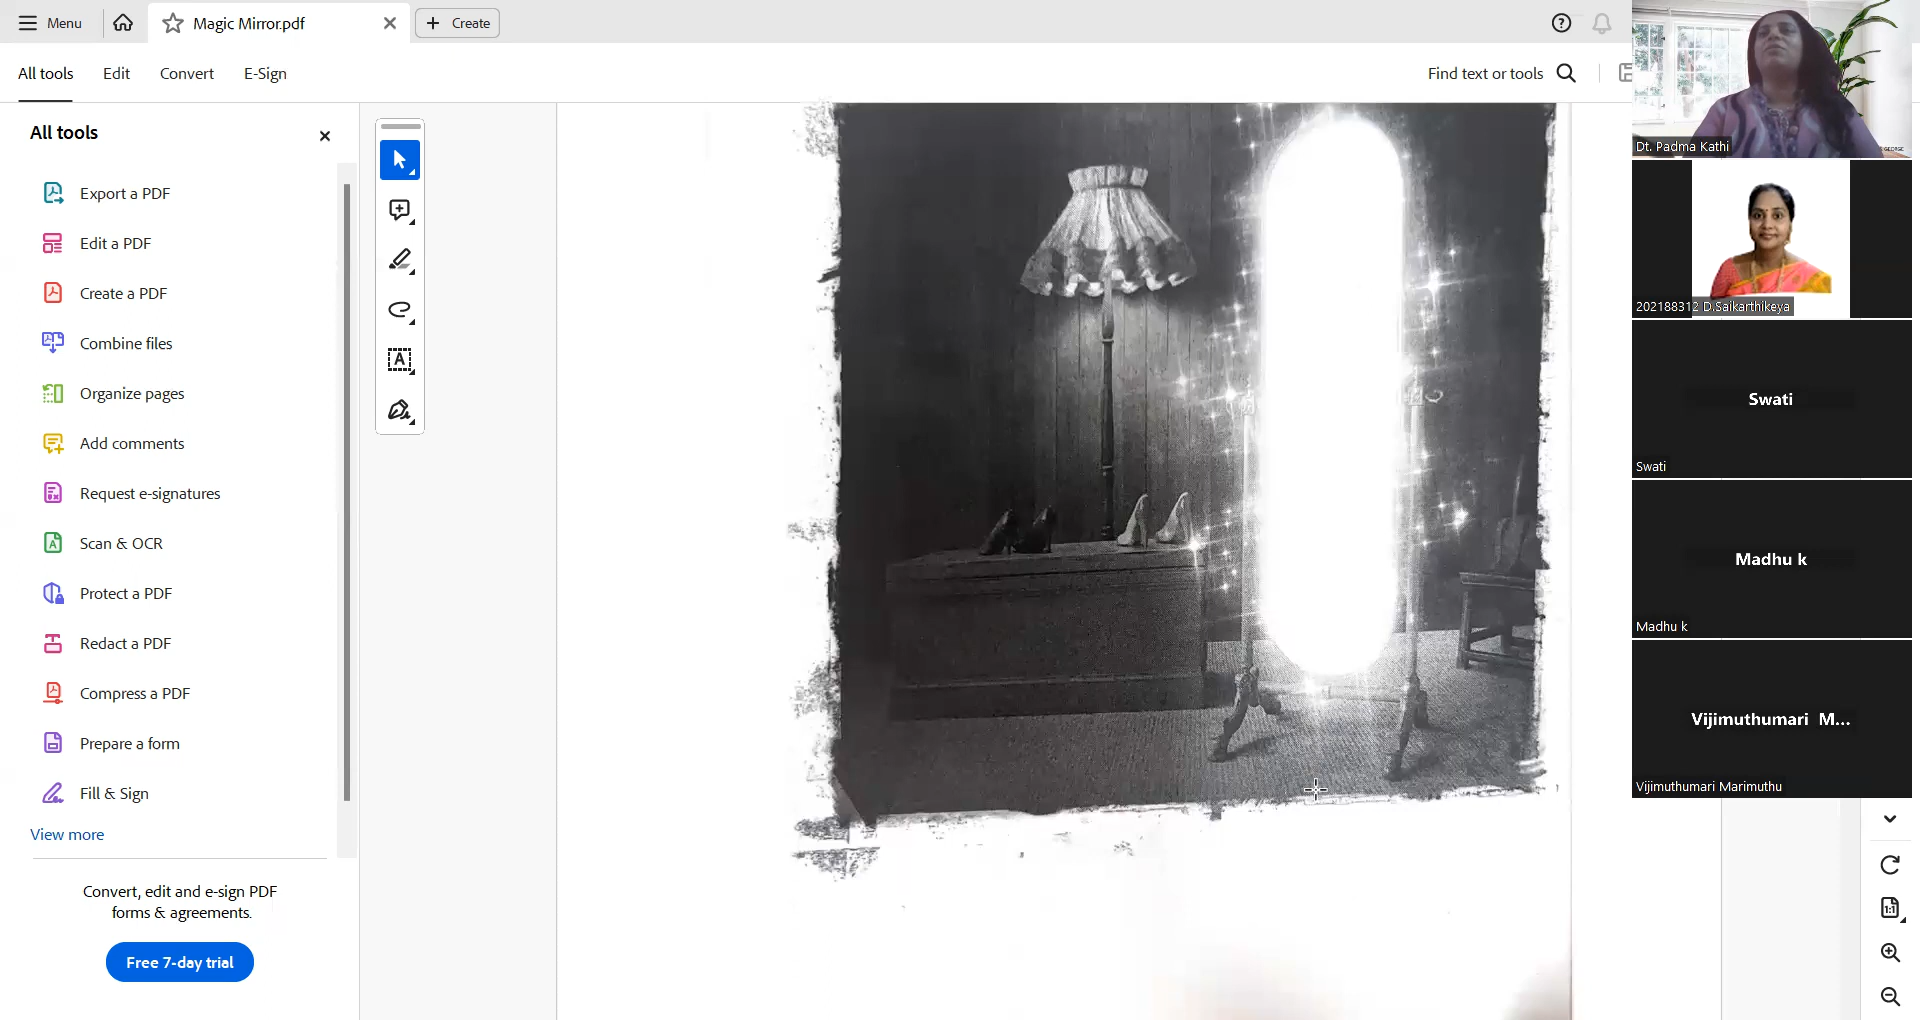 Menu
Magic Mirror.pdf
Create
All tools
Edit
Convert
E-Sign
Find text or tools
All tools
Export a PDF
Edit a PDF
Create a PDF
Combine files
Organize pages
Add comments
Request e-signatures
Scan & OCR
Protect a PDF
Redact a PDF
Compress a PDF
Prepare a form
Fill & Sign
View more
Convert, edit and e-sign PDF
forms & agreements.
Free 7-day trial
Dt. Padma Kathi
GEORGE
202188312 D.Saikarthikeya
Swati
Swati
Madhu k
Madhu k
Vijimuthumari M...
Vijimuthumari Marimuthu
1:1